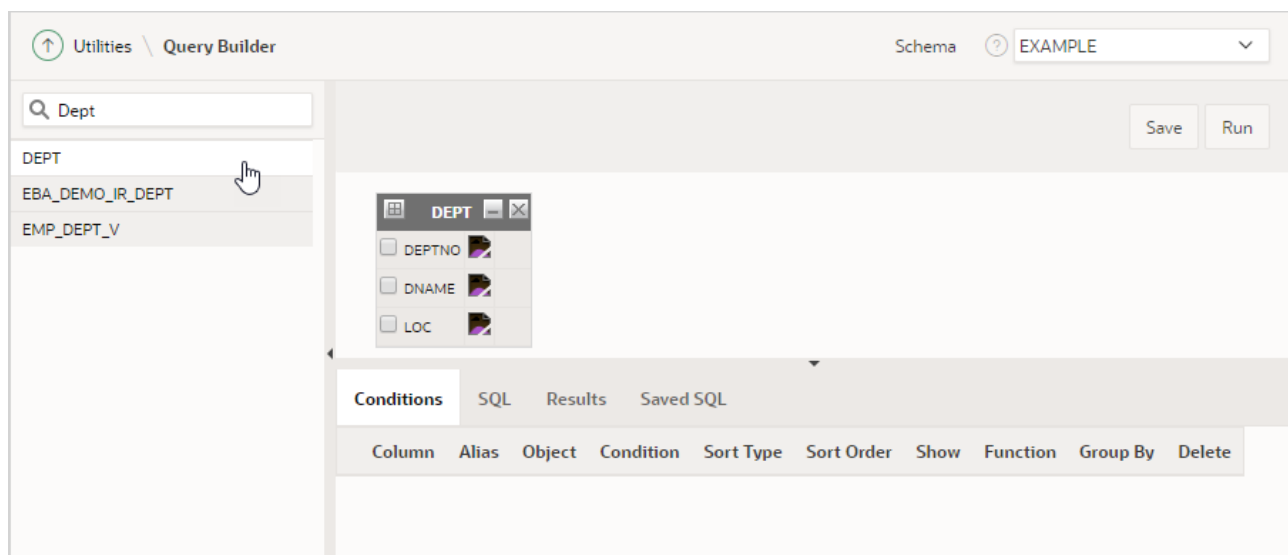 Utilities \ Query Builder
Schema ? EXAMPLE
Dept
Save Run
DEPT
EBA_DEMO_IR_DEPT
EMP_DEPT_V
DEPT
DEPTNO
DNAME
LOC
Conditions SQL Results Saved SQL
Column Alias Object Condition Sort Type Sort Order Show Function Group By Delete